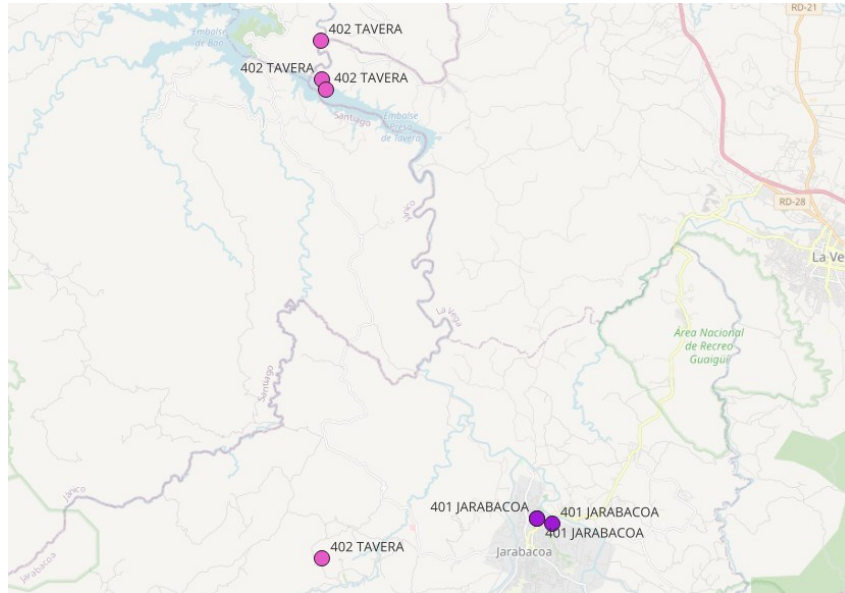 RD-21
402 TAVERA
Embalse
de Bao
402 TAVERA
402 TAVERA
Santiago
Embalse
Presa
de Tavera
RD-28
Jánico
La Ve
La Vega
Área Nacional
de Recreo
Guaigüí
Santiago
Jánico
401 JARABACOA
401 JARABACOA
401 JARABACOA
402 TAVERA
Jarabacoa
Jarabacoa